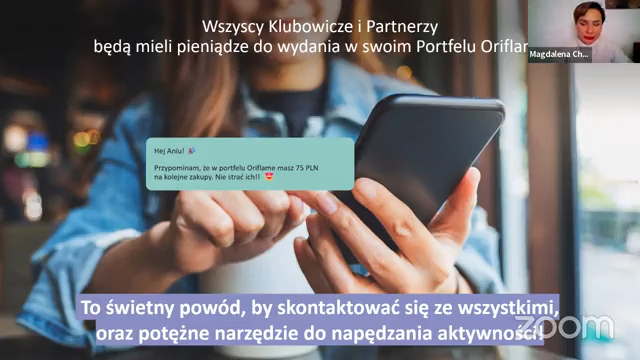 Wszyscy Klubowicze i Partnerzy
będą mieli pieniądze do wydania w swoim Portfelu Oriflam
Magdalena Ch...
Hej Aniu! 🎉
Przypominam, że w portfelu Oriflame masz 75 PLN
na kolejne zakupy. Nie strać ich!! 😍
To świetny powód, by skontaktować się ze wszystkimi,
oraz potężne narzędzie do napędzania aktywności!
zoom